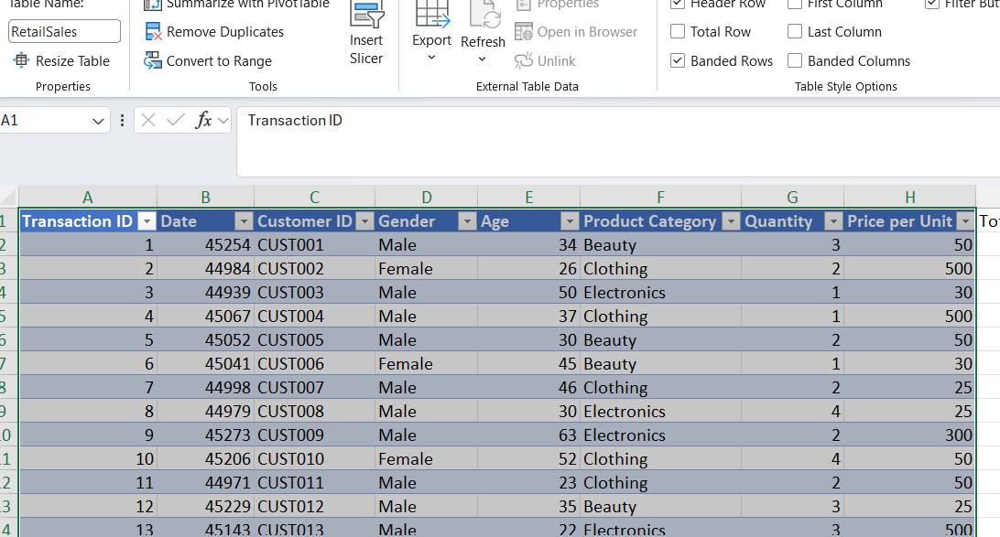 Table Name: Summarize with PivotTable Properties Header Row First Column Filter But
RetailSales Remove Duplicates Insert Slicer Export Refresh Open in Browser Total Row Last Column
Resize Table Convert to Range Unlink Banded Rows Banded Columns
Properties Tools External Table Data Table Style Options
A1 fx Transaction ID
A B C D E F G H
1 Transaction ID Date Customer ID Gender Age Product Category Quantity Price per Unit To
2 1 45254 CUST001 Male 34 Beauty 3 50
3 2 44984 CUST002 Female 26 Clothing 2 500
4 3 44939 CUST003 Male 50 Electronics 1 30
5 4 45067 CUST004 Male 37 Clothing 1 500
6 5 45052 CUST005 Male 30 Beauty 2 50
7 6 45041 CUST006 Female 45 Beauty 1 30
8 7 44998 CUST007 Male 46 Clothing 2 25
9 8 44979 CUST008 Male 30 Electronics 4 25
0 9 45273 CUST009 Male 63 Electronics 2 300
1 10 45206 CUST010 Female 52 Clothing 4 50
2 11 44971 CUST011 Male 23 Clothing 2 50
3 12 45229 CUST012 Male 35 Beauty 3 25
4 13 45143 CUST013 Male 22 Electronics 3 500